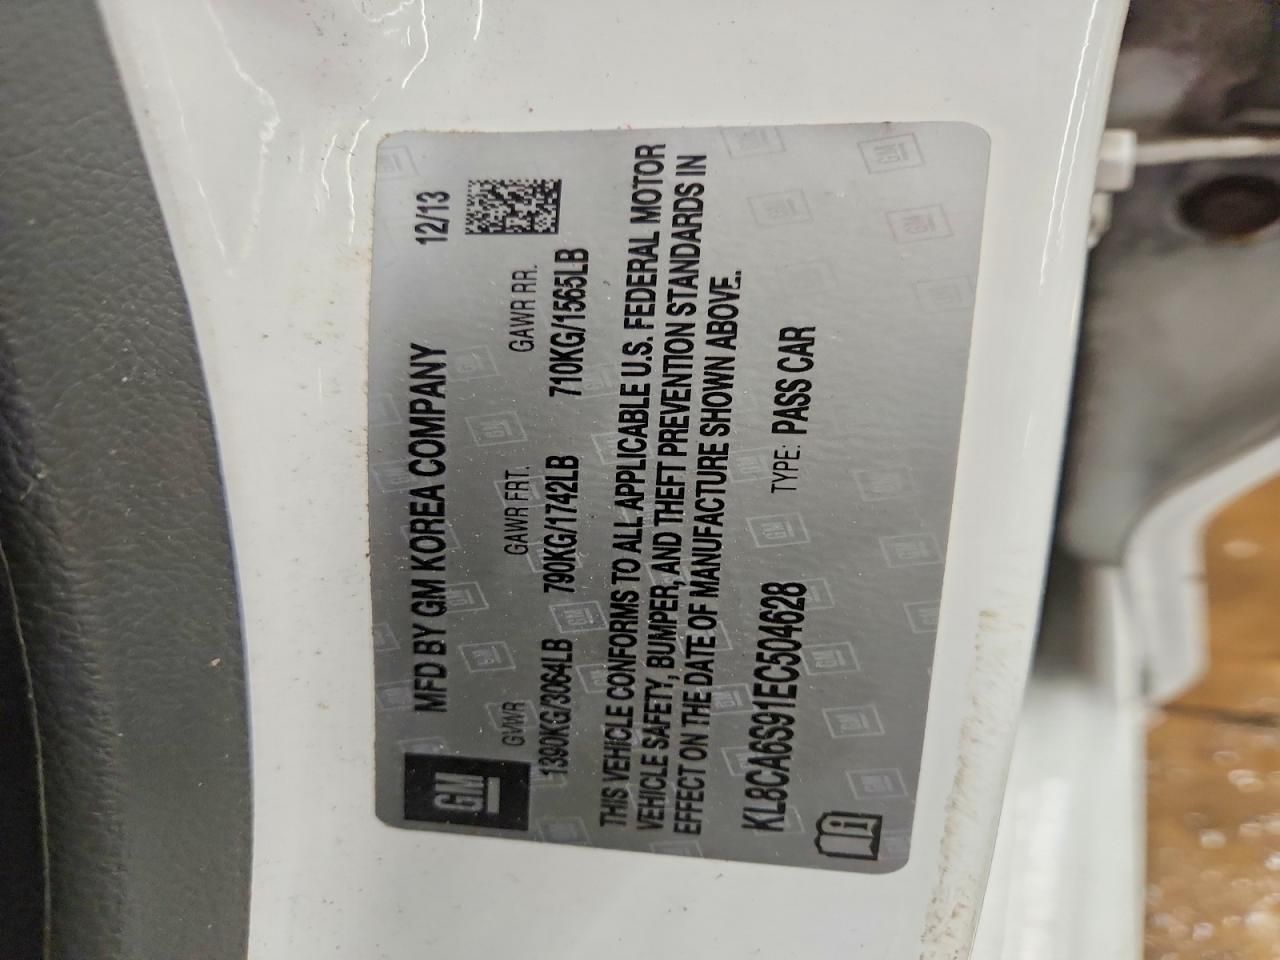 GM
MFD BY GM KOREA COMPANY 12/13
GVWR GAWR FRT. GAWR RR.
1390KG/3064LB 790KG/1742LB 710KG/1565LB
THIS VEHICLE CONFORMS TO ALL APPLICABLE U.S. FEDERAL MOTOR
VEHICLE SAFETY, BUMPER, AND THEFT PREVENTION STANDARDS IN
EFFECT ON THE DATE OF MANUFACTURE SHOWN ABOVE.
KL8CA6S91EC504628 TYPE: PASS CAR